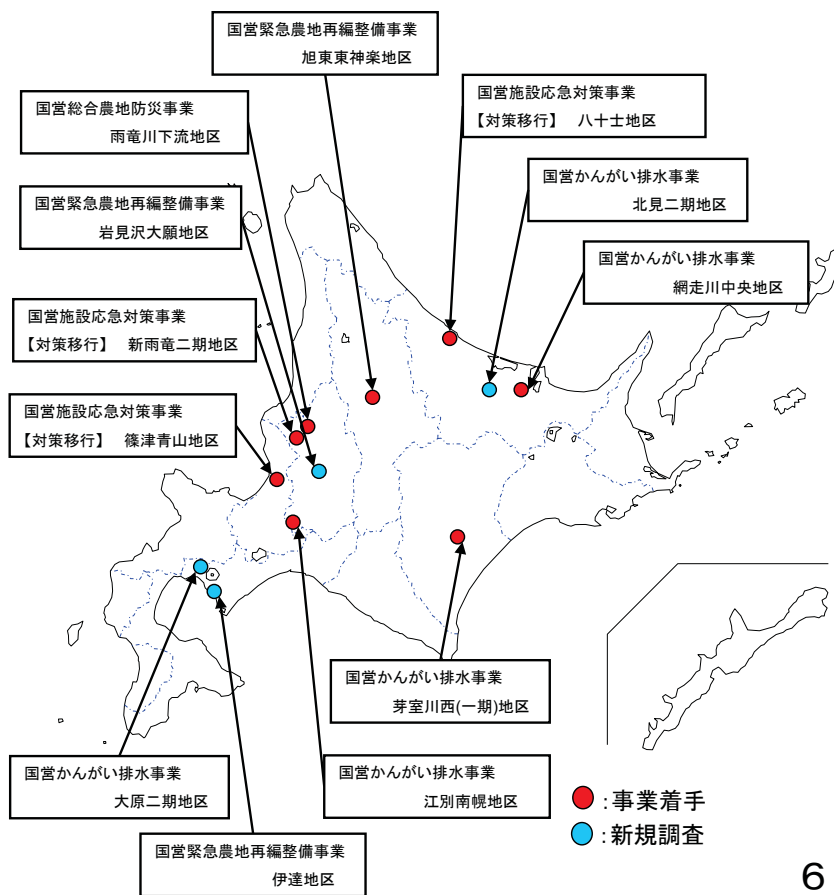 国営緊急農地再編整備事業
旭東東神楽地区
国営施設応急対策事業
【対策移行】 八十士地区
国営総合農地防災事業
雨竜川下流地区
国営かんがい排水事業
北見二期地区
国営緊急農地再編整備事業
岩見沢大願地区
国営かんがい排水事業
網走川中央地区
国営施設応急対策事業
【対策移行】 新雨竜二期地区
国営施設応急対策事業
【対策移行】 篠津青山地区
国営かんがい排水事業
芽室川西(一期)地区
国営かんがい排水事業
大原二期地区
国営かんがい排水事業
江別南幌地区
国営緊急農地再編整備事業
伊達地区
:事業着手
:新規調査
6